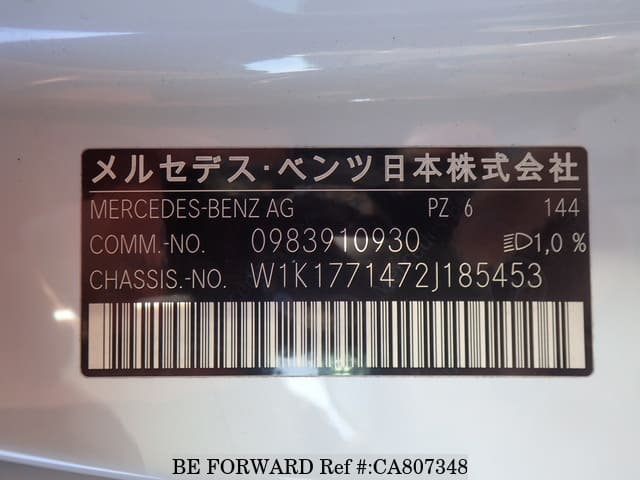 メルセデス・ベンツ日本株式会社
MERCEDES-BENZ AG PZ 6 144
COMM.-NO. 0983910930 1,0 %
CHASSIS.-NO. W1K1771472J185453
BE FORWARD Ref #:CA807348